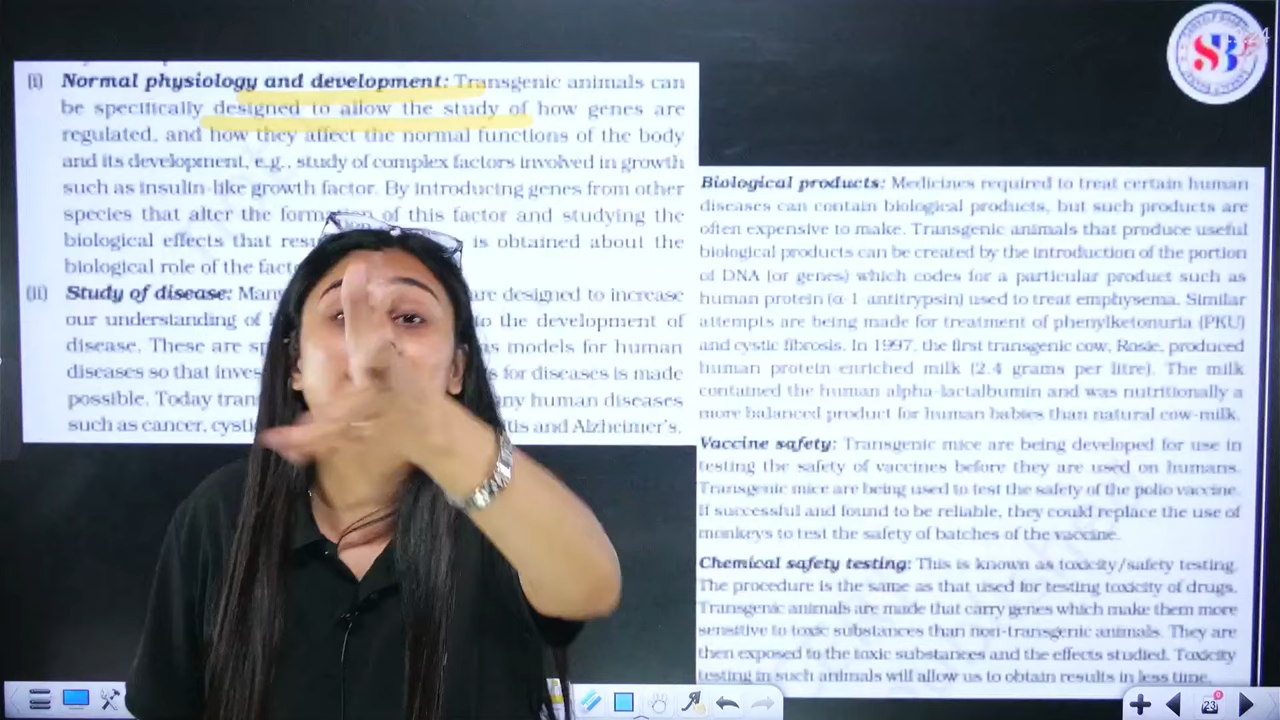 (i) Normal physiology and development: Transgenic animals can
be specifically designed to allow the study of how genes are
regulated, and how they affect the normal functions of the body
and its development, e.g., study of complex factors involved in growth
such as insulin-like growth factor. By introducing genes from other
species that alter the form of this factor and studying the
biological effects that is obtained about the
biological role of the
(ii) Study of disease: are designed to increase
our understanding of to the development of
disease. These are models for human
diseases so that for diseases is made
possible. Today human diseases
such as cancer, and Alzheimer's.
Biological products: Medicines required to treat certain human
diseases can contain biological products, but such products are
often expensive to make. Transgenic animals that produce useful
biological products can be created by the introduction of the portion
of DNA (or genes) which codes for a particular product such as
human protein (α-1-antitrypsin) used to treat emphysema. Similar
attempts are being made for treatment of phenylketonuria (PKU)
and cystic fibrosis. In 1997, the first transgenic cow, Rosie, produced
human protein enriched milk (2.4 grams per litre). The milk
contained the human alpha-lactalbumin and was nutritionally a
more balanced product for human babies than natural cow-milk.
Vaccine safety: Transgenic mice are being developed for use in
testing the safety of vaccines before they are used on humans.
Transgenic mice are being used to test the safety of the polio vaccine.
If successful and found to be reliable, they could replace the use of
monkeys to test the safety of batches of the vaccine.
Chemical safety testing: This is known as toxicity/safety testing.
The procedure is the same as that used for testing toxicity of drugs.
Transgenic animals are made that carry genes which make them more
sensitive to toxic substances than non-transgenic animals. They are
then exposed to the toxic substances and the effects studied. Toxicity
testing in such animals will allow us to obtain results in less time.
SB
23